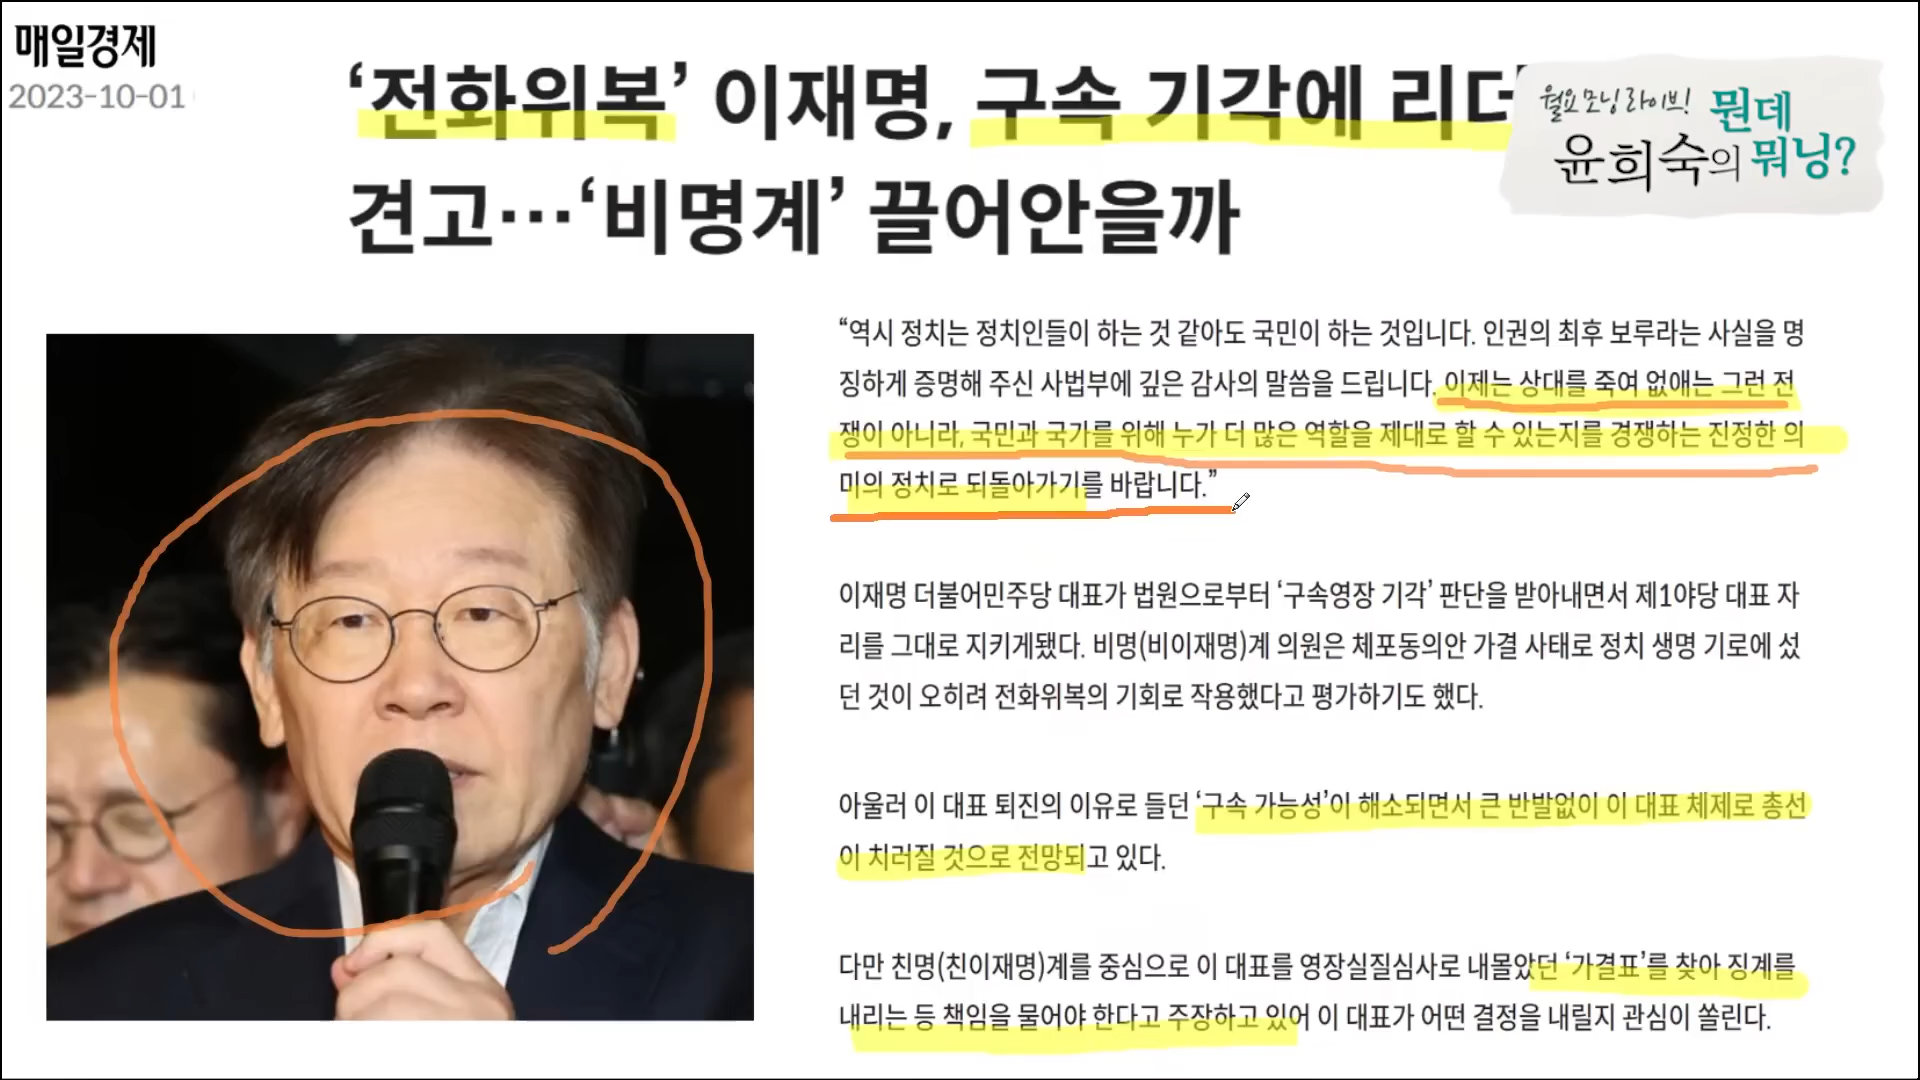 매일경제
2023-10-01
‘전화위복’ 이재명, 구속 기각에
견고…‘비명계’ 끌어안을까
월요 모닝 라이브! 뭔데
윤희숙의 뭐닝?
“역시 정치는 정치인들이 하는 것 같아도 국민이 하는 것입니다. 인권의 최후 보루라는 사실을 명
징하게 증명해 주신 사법부에 깊은 감사의 말씀을 드립니다. 이제는 상대를 죽여 없애는 그런 전
쟁이 아니라, 국민과 국가를 위해 누가 더 많은 역할을 제대로 할 수 있는지를 경쟁하는 진정한 의
미의 정치로 되돌아가기를 바랍니다.”
이재명 더불어민주당 대표가 법원으로부터 ‘구속영장 기각’ 판단을 받아내면서 제1야당 대표 자
리를 그대로 지키게됐다. 비명(비이재명)계 의원은 체포동의안 가결 사태로 정치 생명 기로에 섰
던 것이 오히려 전화위복의 기회로 작용했다고 평가하기도 했다.
아울러 이 대표 퇴진의 이유로 들던 ‘구속 가능성’이 해소되면서 큰 반발없이 이 대표 체제로 총선
이 치러질 것으로 전망되고 있다.
다만 친명(친이재명)계를 중심으로 이 대표를 영장실질심사로 내몰았던 ‘가결표’를 찾아 징계를
내리는 등 책임을 물어야 한다고 주장하고 있어 이 대표가 어떤 결정을 내릴지 관심이 쏠린다.